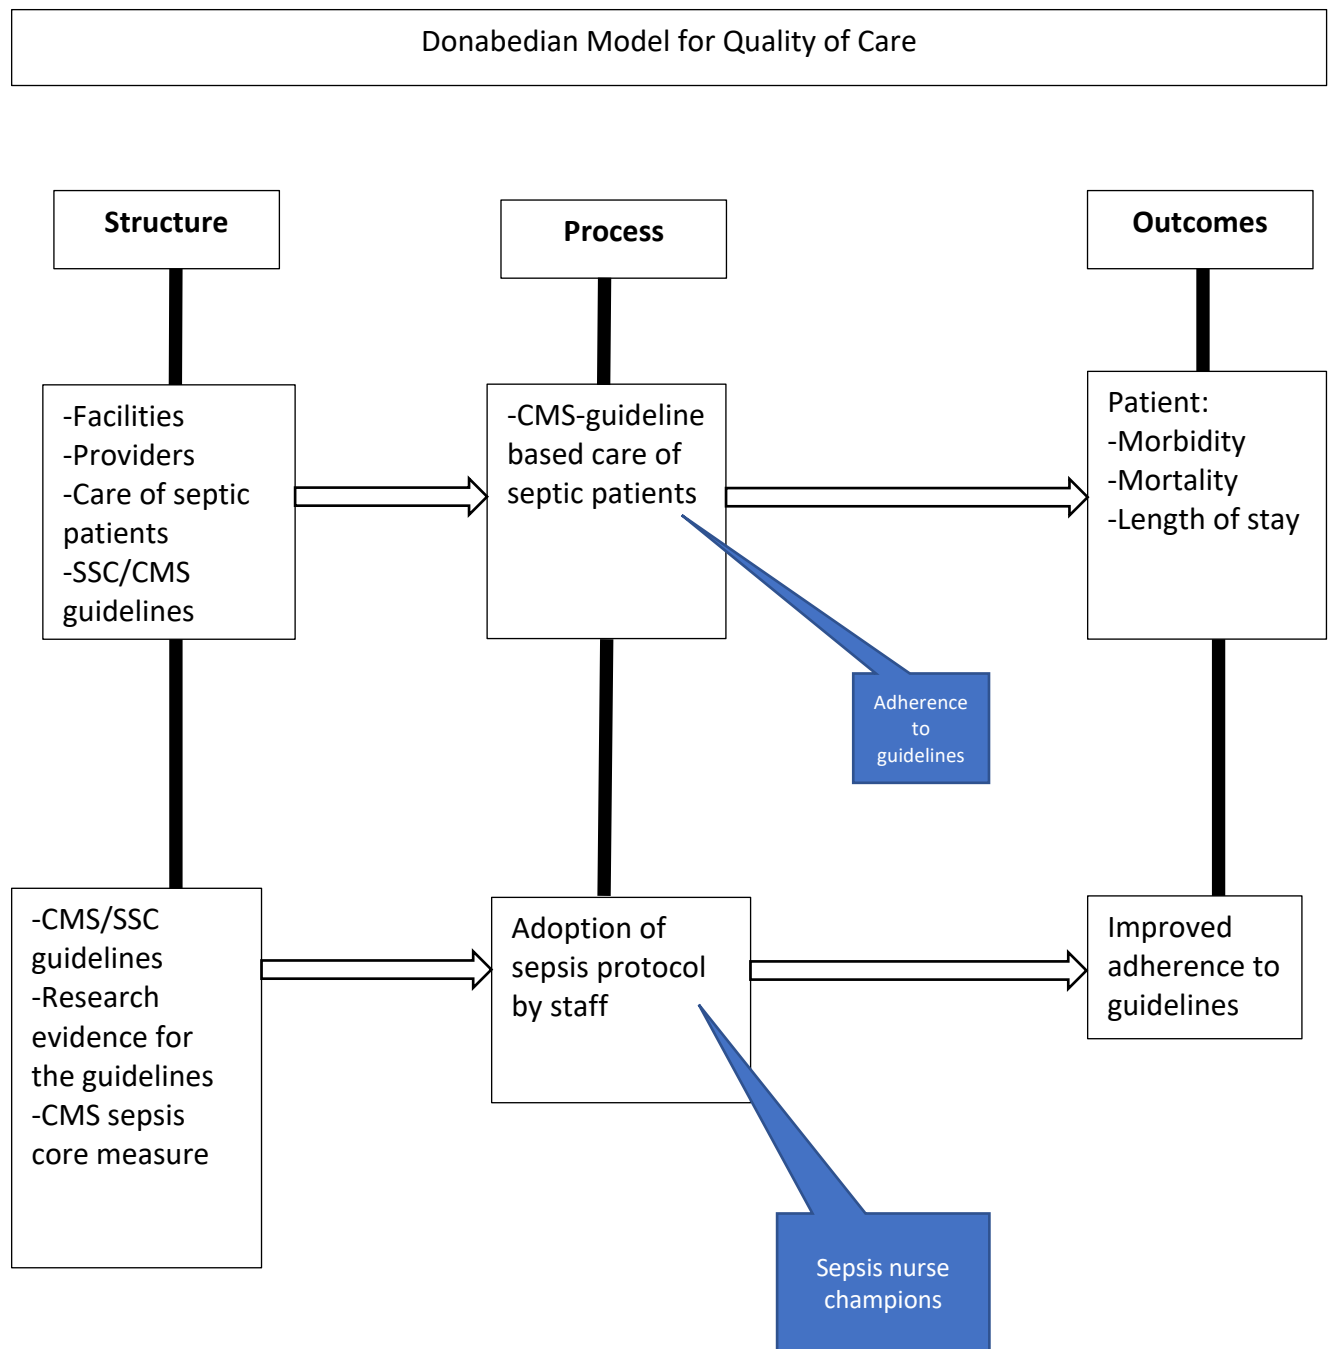 Donabedian Model for Quality of Care
Structure
Process
Outcomes
-Facilities
-Providers
-Care of septic
patients
-SSC/CMS
guidelines
-CMS-guideline
based care of
septic patients
Patient:
-Morbidity
-Mortality
-Length of stay
Adherence
to
guidelines
-CMS/SSC
guidelines
-Research
evidence for
the guidelines
-CMS sepsis
core measure
Adoption of
sepsis protocol
by staff
Improved
adherence to
guidelines
Sepsis nurse
champions